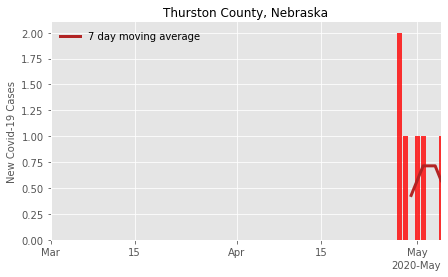 Thurston County, Nebraska
7 day moving average
New Covid-19 Cases
2.00
1.75
1.50
1.25
1.00
0.75
0.50
0.25
0.00
Mar
15
Apr
15
May
2020-May